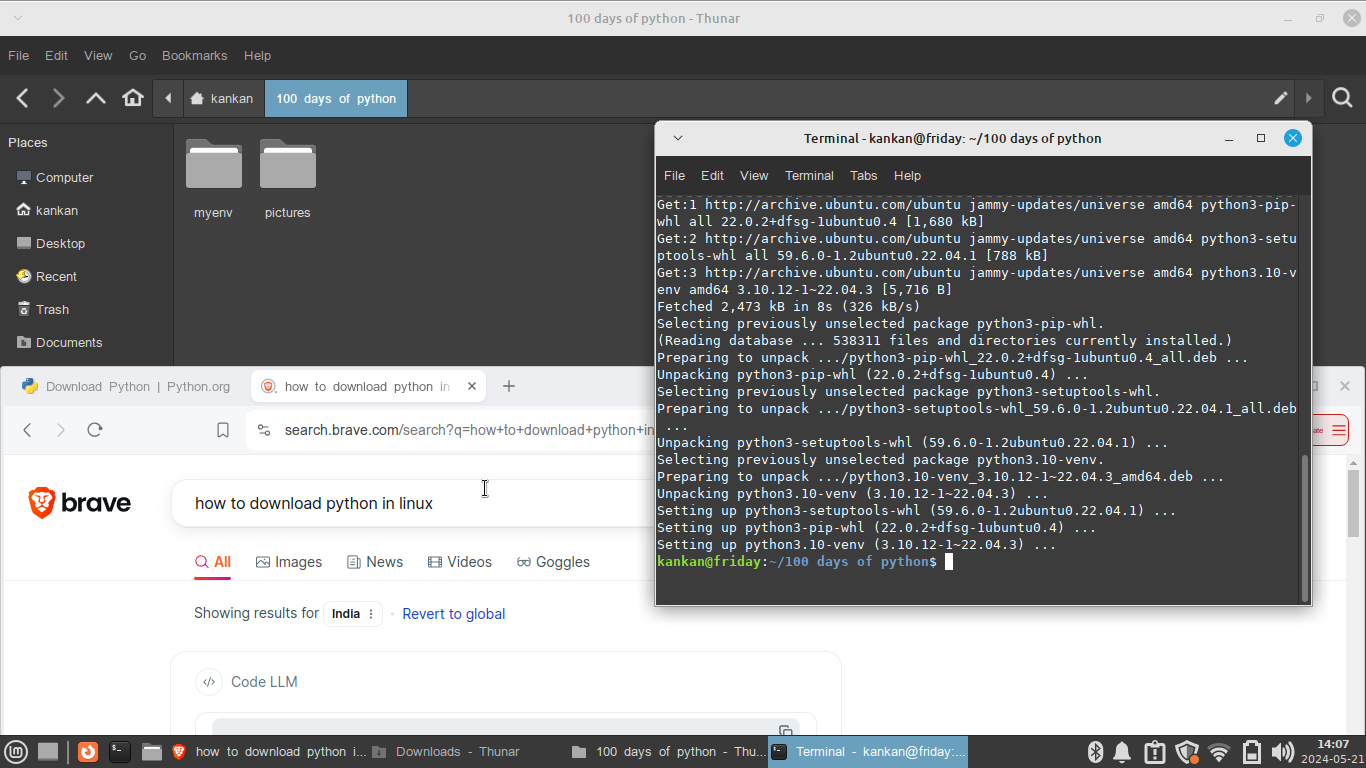 100 days of python - Thunar
File Edit View Go Bookmarks Help
kankan 100 days of python
Places
Computer
kankan
Desktop
Recent
Trash
Documents
myenv pictures
Terminal - kankan@friday: ~/100 days of python
File Edit View Terminal Tabs Help
Get:1 http://archive.ubuntu.com/ubuntu jammy-updates/universe amd64 python3-pip-
whl all 22.0.2+dfsg-1ubuntu0.4 [1,680 kB]
Get:2 http://archive.ubuntu.com/ubuntu jammy-updates/universe amd64 python3-setu
ptools-whl all 59.6.0-1.2ubuntu0.22.04.1 [788 kB]
Get:3 http://archive.ubuntu.com/ubuntu jammy-updates/universe amd64 python3.10-v
env amd64 3.10.12-1~22.04.3 [5,716 B]
Fetched 2,473 kB in 8s (326 kB/s)
Selecting previously unselected package python3-pip-whl.
(Reading database ... 538311 files and directories currently installed.)
Preparing to unpack .../python3-pip-whl_22.0.2+dfsg-1ubuntu0.4_all.deb ...
Unpacking python3-pip-whl (22.0.2+dfsg-1ubuntu0.4) ...
Selecting previously unselected package python3-setuptools-whl.
Preparing to unpack .../python3-setuptools-whl_59.6.0-1.2ubuntu0.22.04.1_all.deb
...
Unpacking python3-setuptools-whl (59.6.0-1.2ubuntu0.22.04.1) ...
Selecting previously unselected package python3.10-venv.
Preparing to unpack .../python3.10-venv_3.10.12-1~22.04.3_amd64.deb ...
Unpacking python3.10-venv (3.10.12-1~22.04.3) ...
Setting up python3-setuptools-whl (59.6.0-1.2ubuntu0.22.04.1) ...
Setting up python3-pip-whl (22.0.2+dfsg-1ubuntu0.4) ...
Setting up python3.10-venv (3.10.12-1~22.04.3) ...
kankan@friday:~/100 days of python$
Download Python | Python.org how to download python in
search.brave.com/search?q=how+to+download+python+in
brave how to download python in linux
All Images News Videos Goggles
Showing results for India · Revert to global
Code LLM
how to download python i... Downloads - Thunar 100 days of python - Thu... Terminal - kankan@friday:...
14:07
2024-05-21